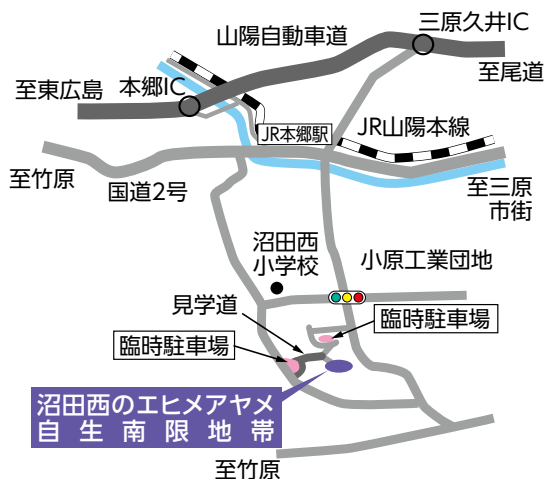 三原久井IC
山陽自動車道
至尾道
本郷IC
至東広島
JR本郷駅
JR山陽本線
至竹原
国道2号
至三原
市街
沼田西
小学校
小原工業団地
見学道
臨時駐車場
臨時駐車場
沼田西のエヒメアヤメ
自生南限地帯
至竹原